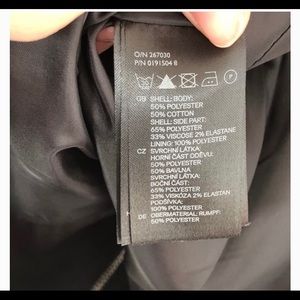 O/N 267030
P/N 0191504 8
GB SHELL: BODY:
50% POLYESTER
50% COTTON
SHELL: SIDE PART:
65% POLYESTER
33% VISCOSE 2% ELASTANE
LINING: 100% POLYESTER
CZ SVRCHNÍ LÁTKA:
HORNÍ ČÁST ODĚVU:
50% POLYESTER
50% BAVLNA
SVRCHNÍ LÁTKA:
BOČNÍ ČÁST:
65% POLYESTER
33% VISKÓZA 2% ELASTAN
PODŠÍVKA:
100% POLYESTER
DE OBERMATERIAL: RUMPF:
50% POLYESTER